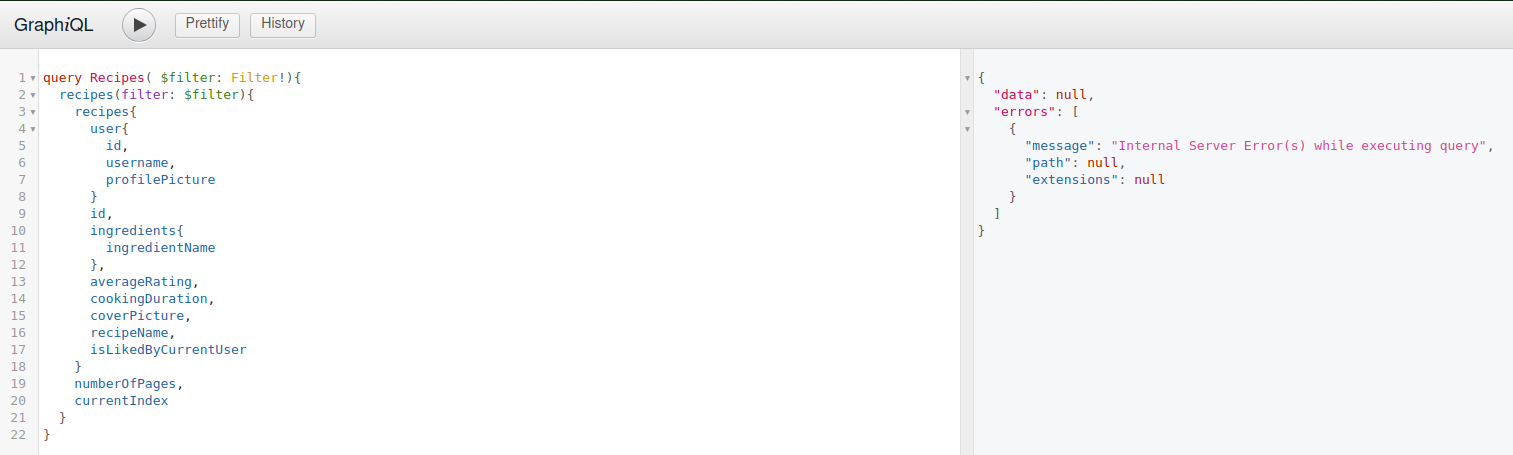 GraphiQL Prettify History
1 query Recipes( $filter: Filter!){
2   recipes(filter: $filter){
3     recipes{
4       user{
5         id,
6         username,
7         profilePicture
8       }
9       id,
10       ingredients{
11         ingredientName
12       },
13       averageRating,
14       cookingDuration,
15       coverPicture,
16       recipeName,
17       isLikedByCurrentUser
18     }
19     numberOfPages,
20     currentIndex
21   }
22 }
{
  "data": null,
  "errors": [
    {
      "message": "Internal Server Error(s) while executing query",
      "path": null,
      "extensions": null
    }
  ]
}